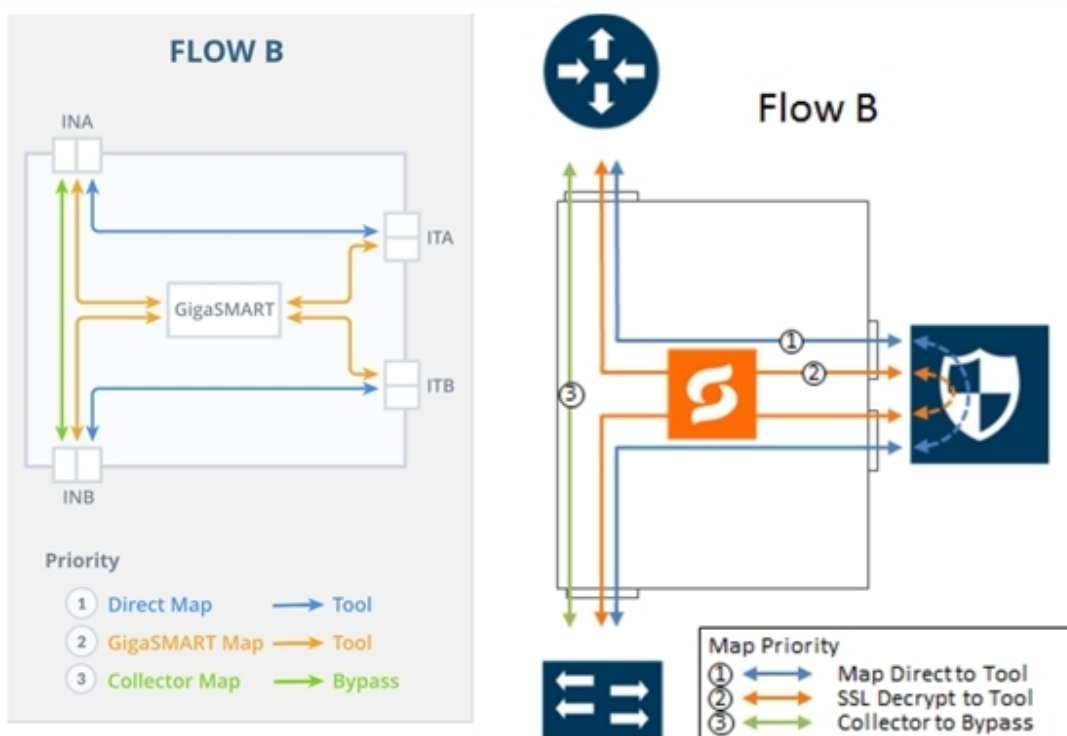 FLOW B
INA
ITA
GigaSMART
ITB
INB
Priority
1 Direct Map Tool
2 GigaSMART Map Tool
3 Collector Map Bypass
Flow B
1
2
3
Map Priority
1 Map Direct to Tool
2 SSL Decrypt to Tool
3 Collector to Bypass